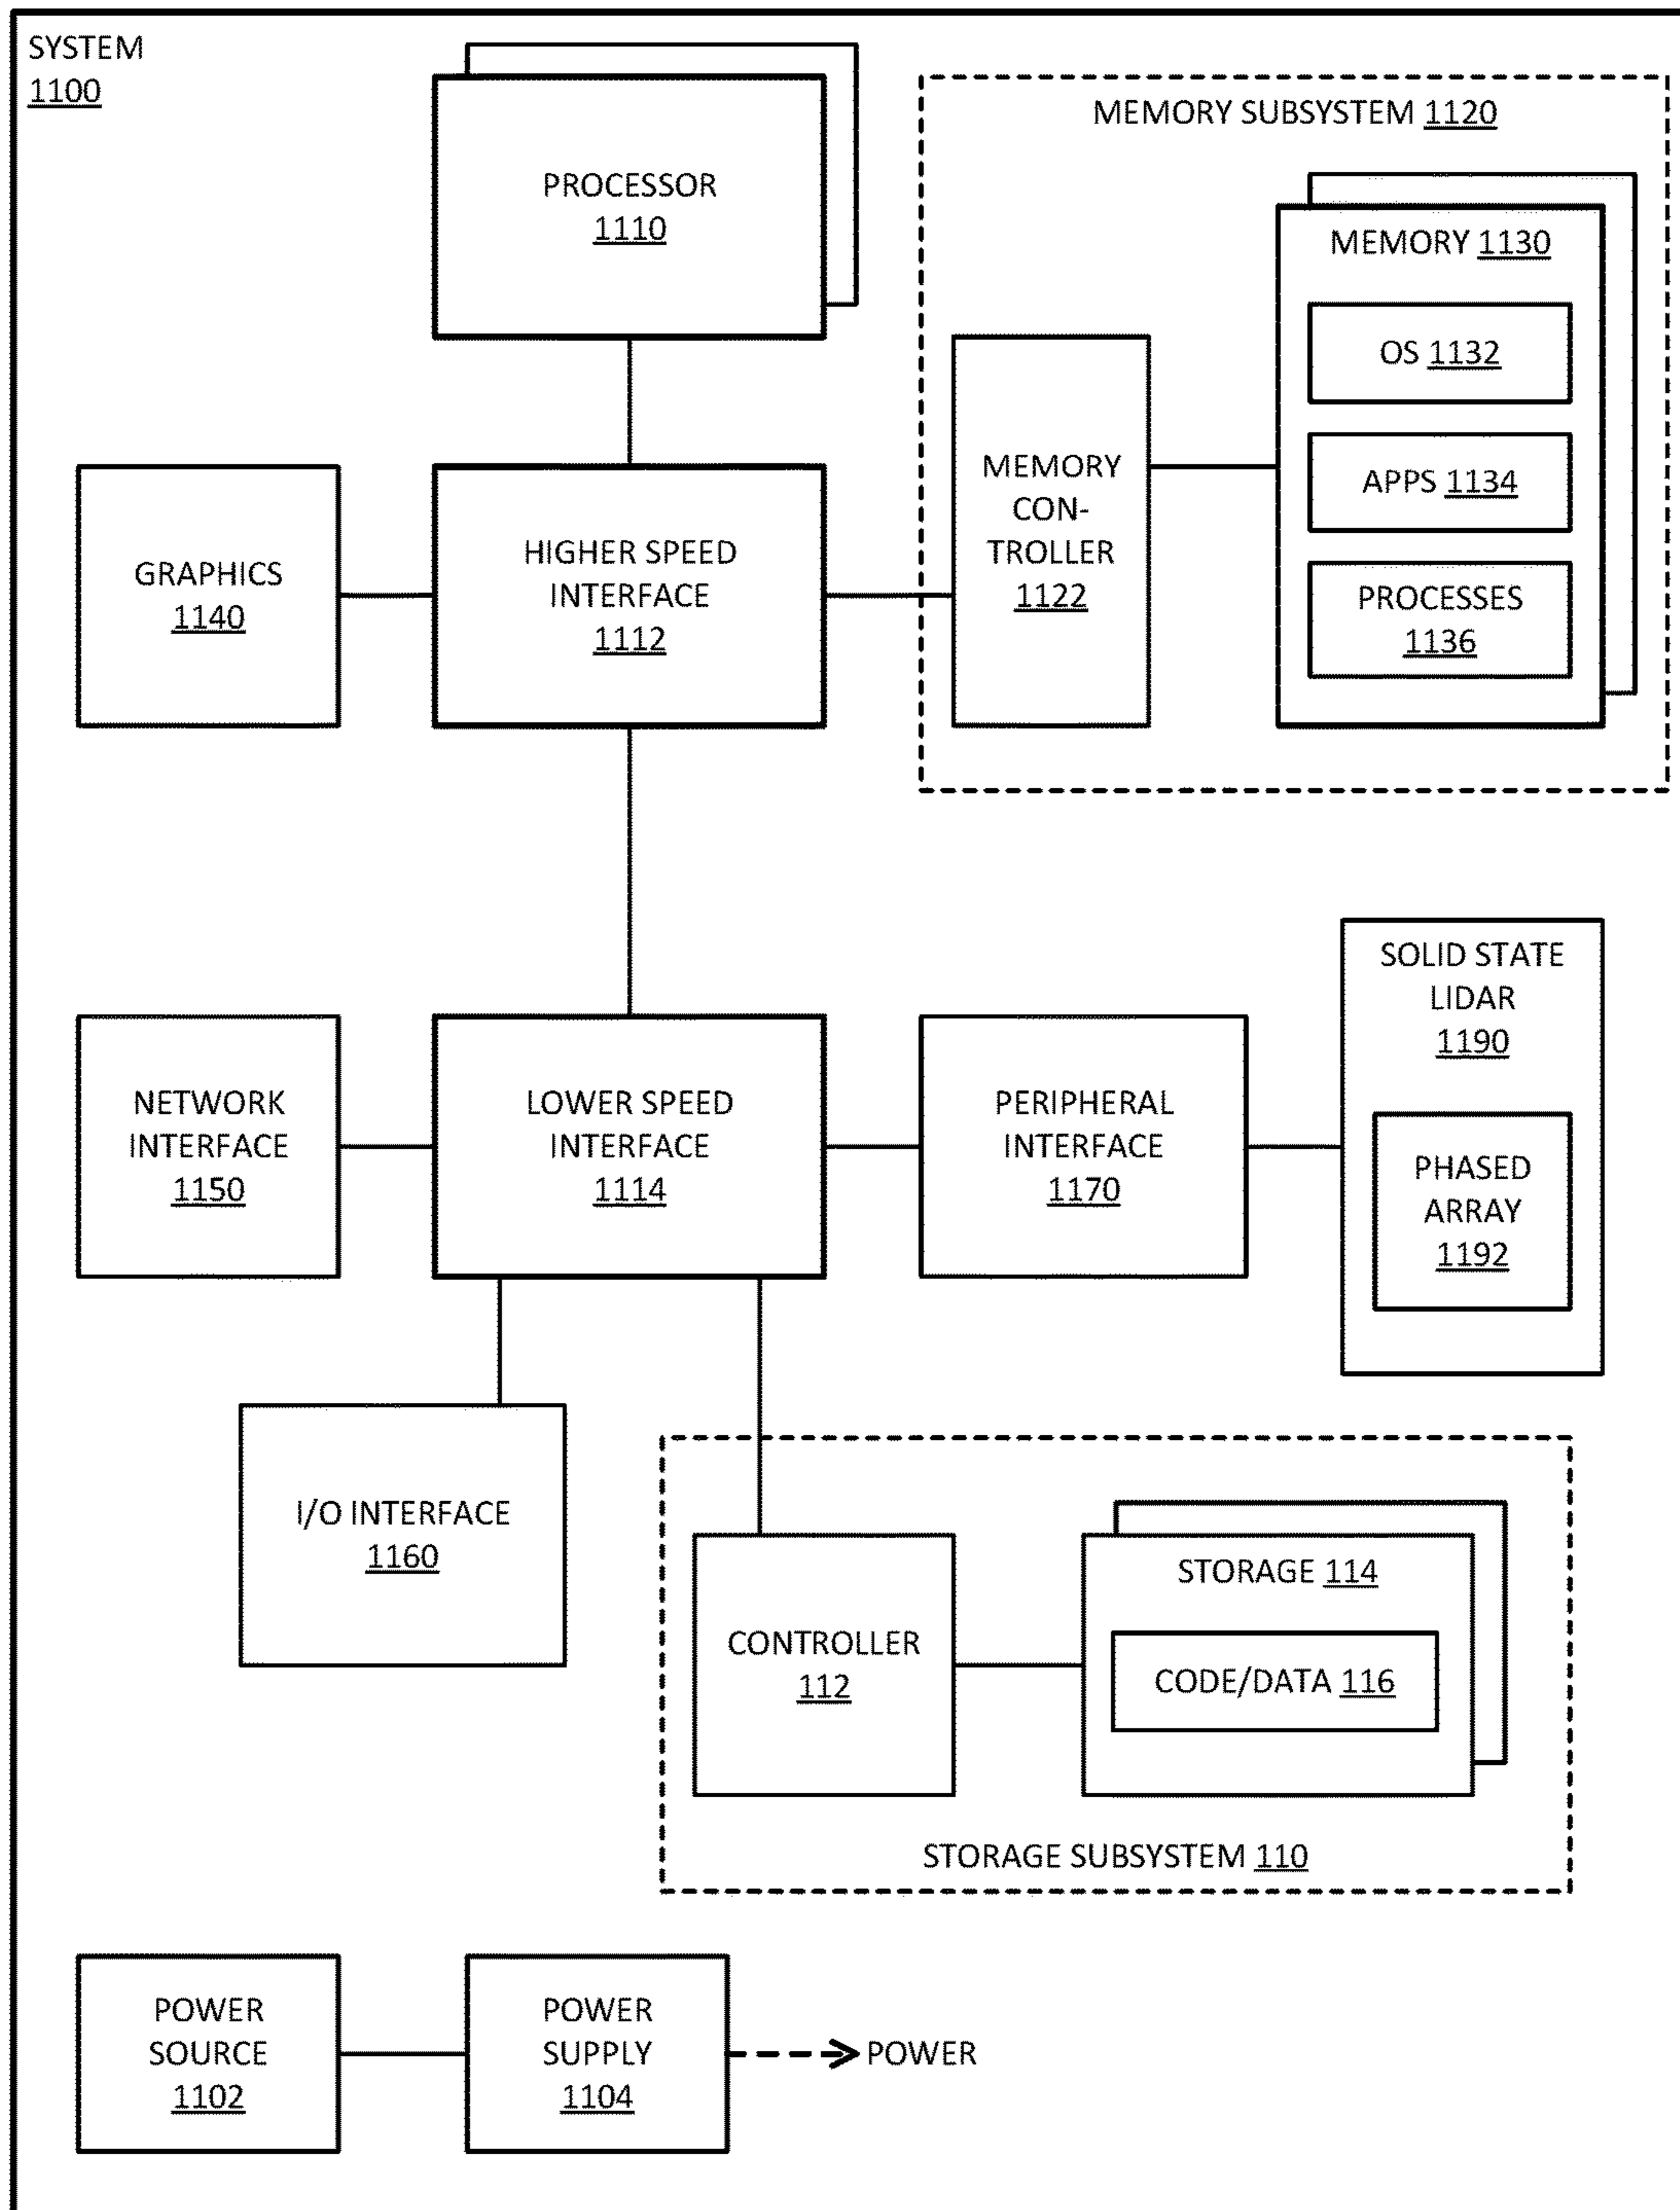 SYSTEM
1100
PROCESSOR
1110
MEMORY SUBSYSTEM 1120
MEMORY 1130
OS 1132
APPS 1134
PROCESSES
1136
MEMORY
CON-
TROLLER
1122
GRAPHICS
1140
HIGHER SPEED
INTERFACE
1112
SOLID STATE
LIDAR
1190
PHASED
ARRAY
1192
NETWORK
INTERFACE
1150
LOWER SPEED
INTERFACE
1114
PERIPHERAL
INTERFACE
1170
I/O INTERFACE
1160
CONTROLLER
112
STORAGE 114
CODE/DATA 116
STORAGE SUBSYSTEM 110
POWER
SOURCE
1102
POWER
SUPPLY
1104
POWER